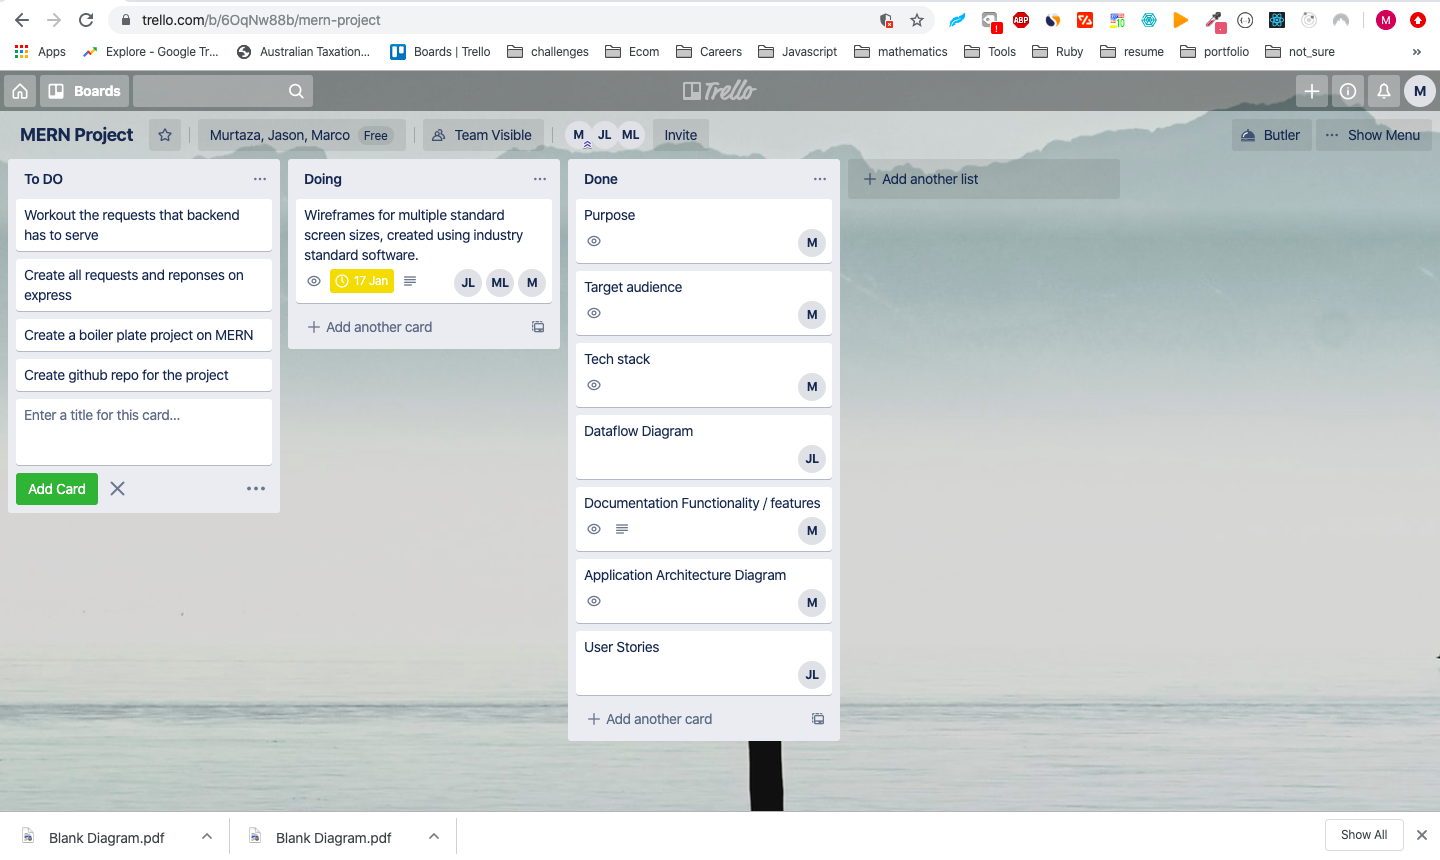 trello.com/b/6OqNw88b/mern-project
ABP
10
M
Apps
Explore - Google Tr...
Australian Taxation...
Boards | Trello
challenges
Ecom
Careers
Javascript
mathematics
Tools
Ruby
resume
portfolio
not_sure
»
Boards
Trello
M
MERN Project
Murtaza, Jason, Marco Free
Team Visible
M JL ML
Invite
Butler
Show Menu
To DO
Workout the requests that backend
has to serve
Create all requests and reponses on
express
Create a boiler plate project on MERN
Create github repo for the project
Enter a title for this card...
Add Card
Doing
Wireframes for multiple standard
screen sizes, created using industry
standard software.
17 Jan
JL ML M
Add another card
Done
Purpose
M
Target audience
M
Tech stack
M
Dataflow Diagram
JL
Documentation Functionality / features
M
Application Architecture Diagram
M
User Stories
JL
Add another card
Add another list
Blank Diagram.pdf
Blank Diagram.pdf
Show All